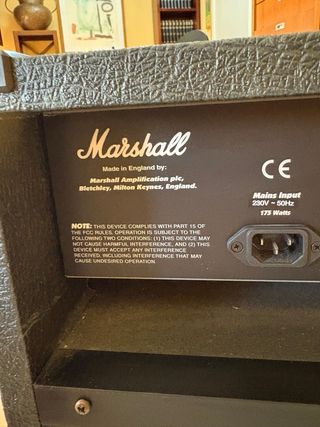 Marshall
Made in England by:
Marshall Amplification plc,
Bletchley, Milton Keynes, England.
CE
Mains Input
230V ~ 50Hz
175 Watts
NOTE: THIS DEVICE COMPLIES WITH PART 15 OF
THE FCC RULES. OPERATION IS SUBJECT TO THE
FOLLOWING TWO CONDITIONS: (1) THIS DEVICE MAY
NOT CAUSE HARMFUL INTERFERENCE, AND (2) THIS
DEVICE MUST ACCEPT ANY INTERFERENCE
RECEIVED, INCLUDING INTERFERENCE THAT MAY
CAUSE UNDESIRED OPERATION.